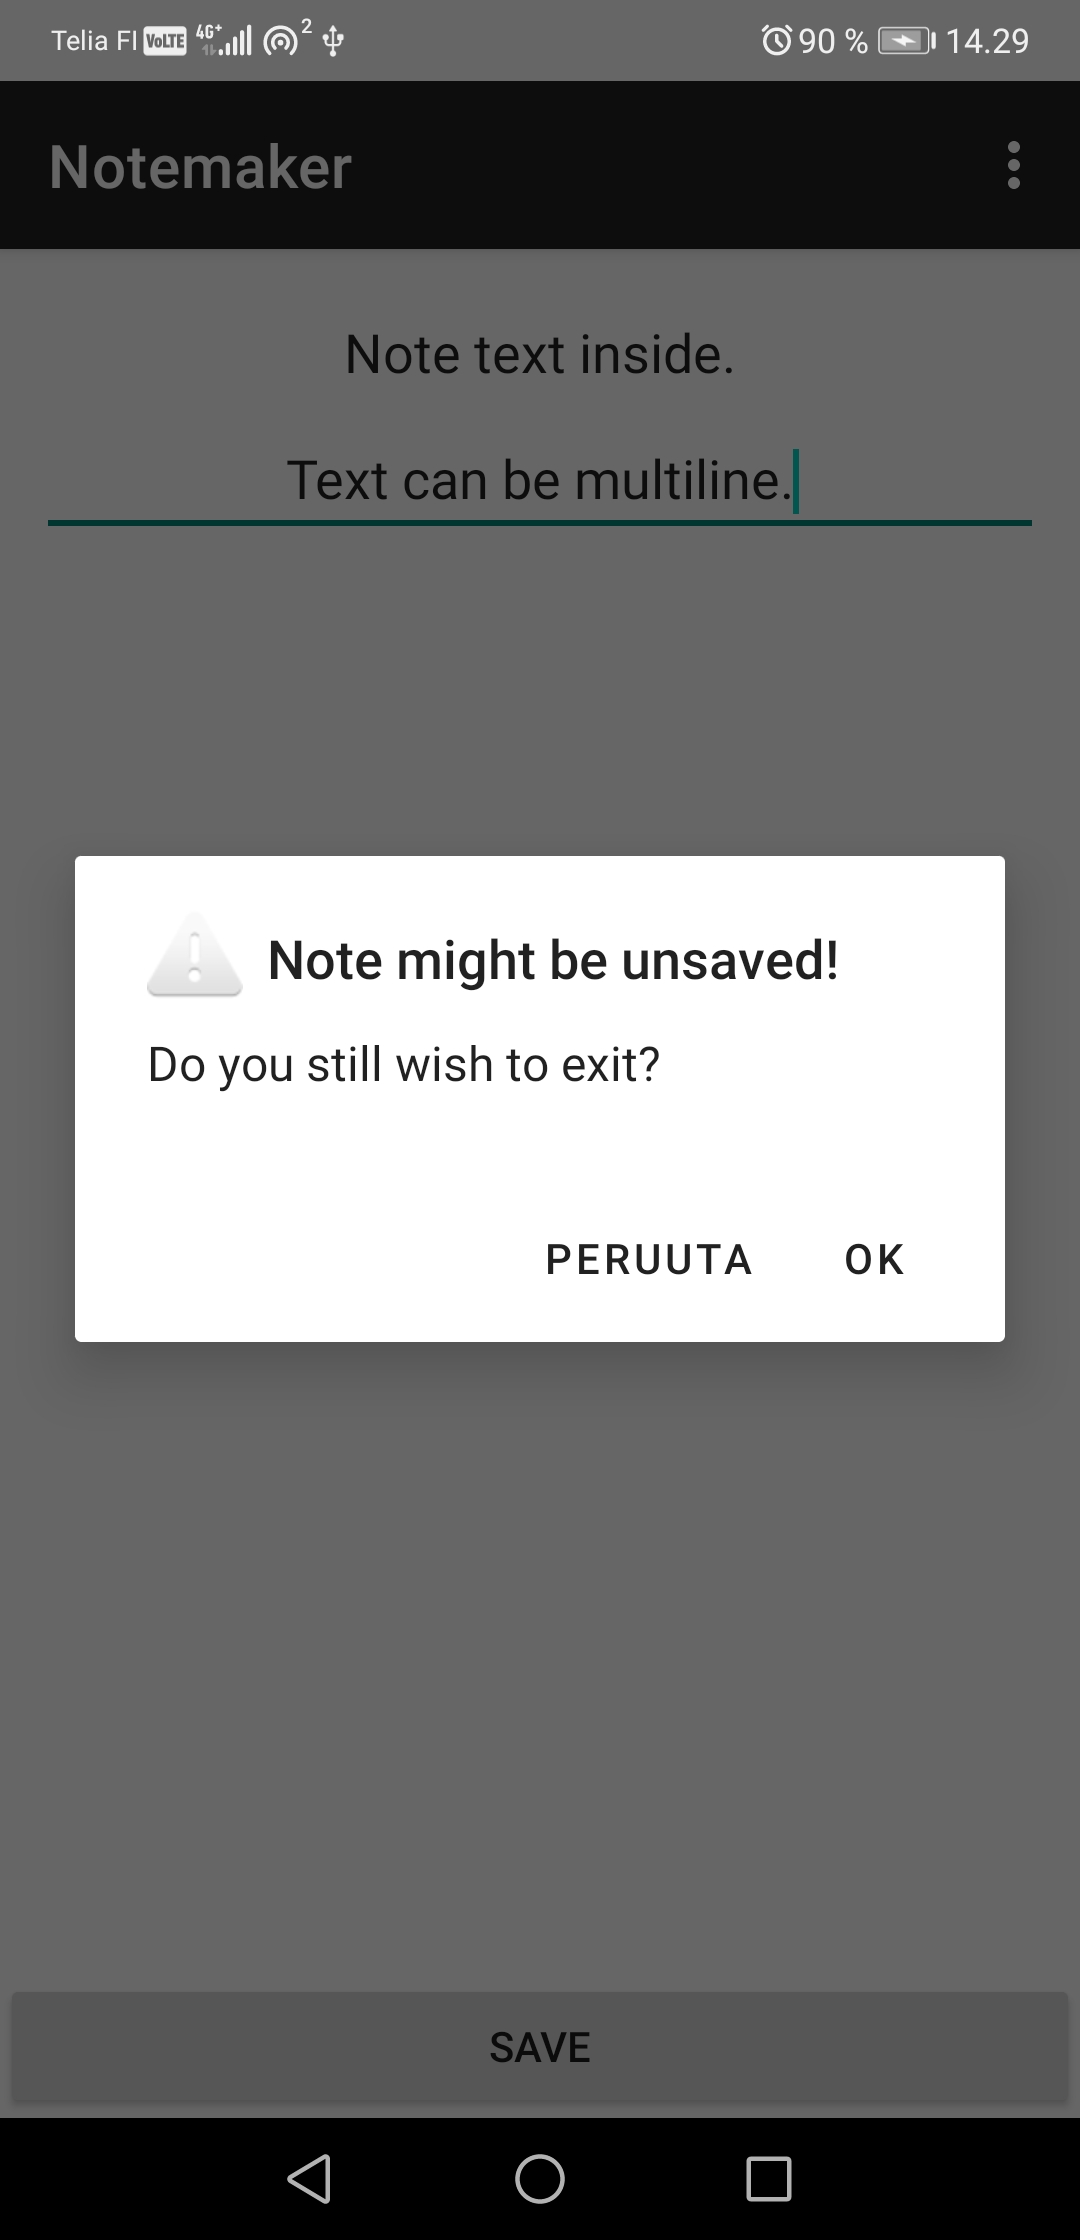 Telia FI VoLTE 4G+ 2 90 % 14.29
Notemaker
Note text inside.
Text can be multiline.
Note might be unsaved!
Do you still wish to exit?
PERUUTA OK
SAVE